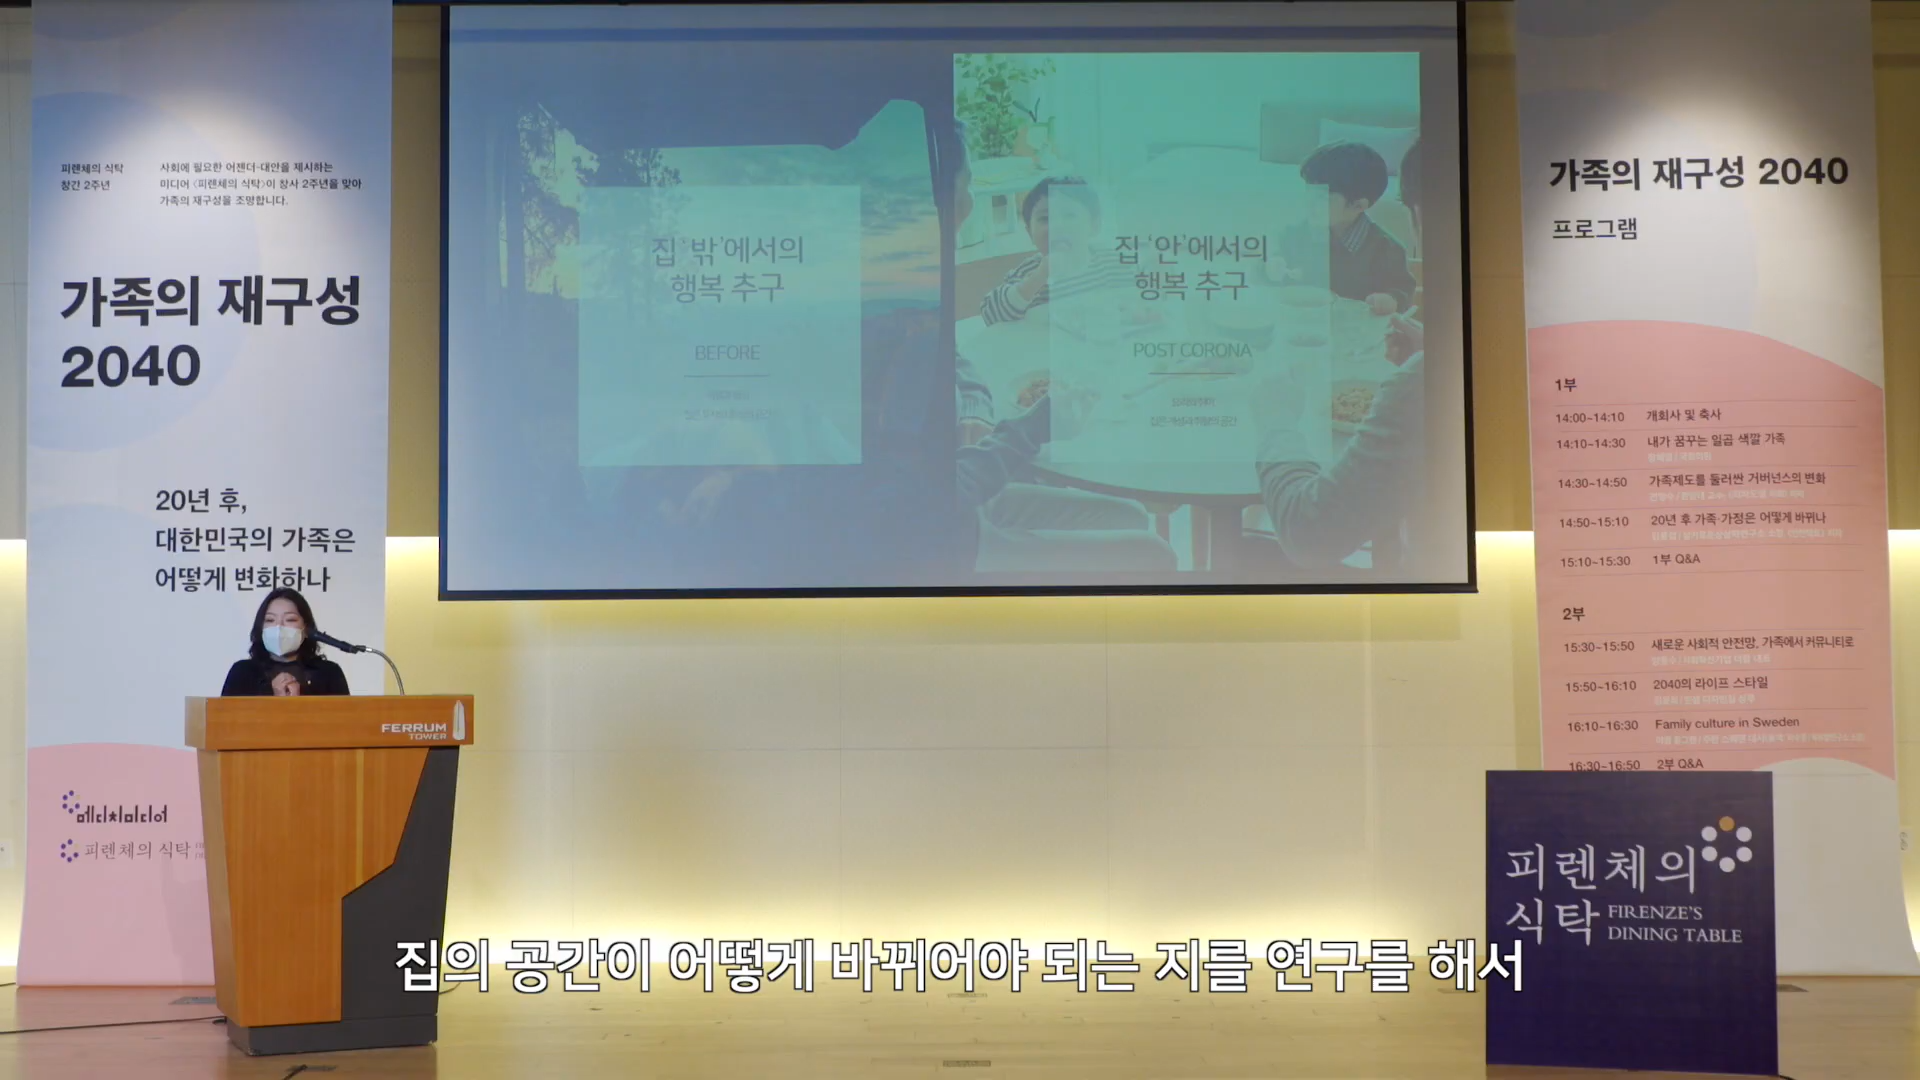 피렌체의 식탁
창간 2주년
사회에 필요한 어젠더·대안을 제시하는
미디어 〈피렌체의 식탁〉이 창사 2주년을 맞아
가족의 재구성을 조명합니다.
가족의 재구성
2040
20년 후,
대한민국의 가족은
어떻게 변화하나
메디치미디어
피렌체의 식탁
집 ‘밖’에서의
행복 추구
BEFORE
집 ‘안’에서의
행복 추구
POST CORONA
가족의 재구성 2040
프로그램
1부
14:00~14:10 개회사 및 축사
14:10~14:30 내가 꿈꾸는 일곱 색깔 가족
14:30~14:50 가족제도를 둘러싼 거버넌스의 변화
14:50~15:10 20년 후 가족·가정은 어떻게 바뀌나
15:10~15:30 1부 Q&A
2부
15:30~15:50 새로운 사회적 안전망, 가족에서 커뮤니티로
15:50~16:10 2040의 라이프 스타일
16:10~16:30 Family culture in Sweden
16:30~16:50 2부 Q&A
FERRUM
TOWER
피렌체의
식탁 FIRENZE'S
DINING TABLE
집의 공간이 어떻게 바뀌어야 되는 지를 연구를 해서